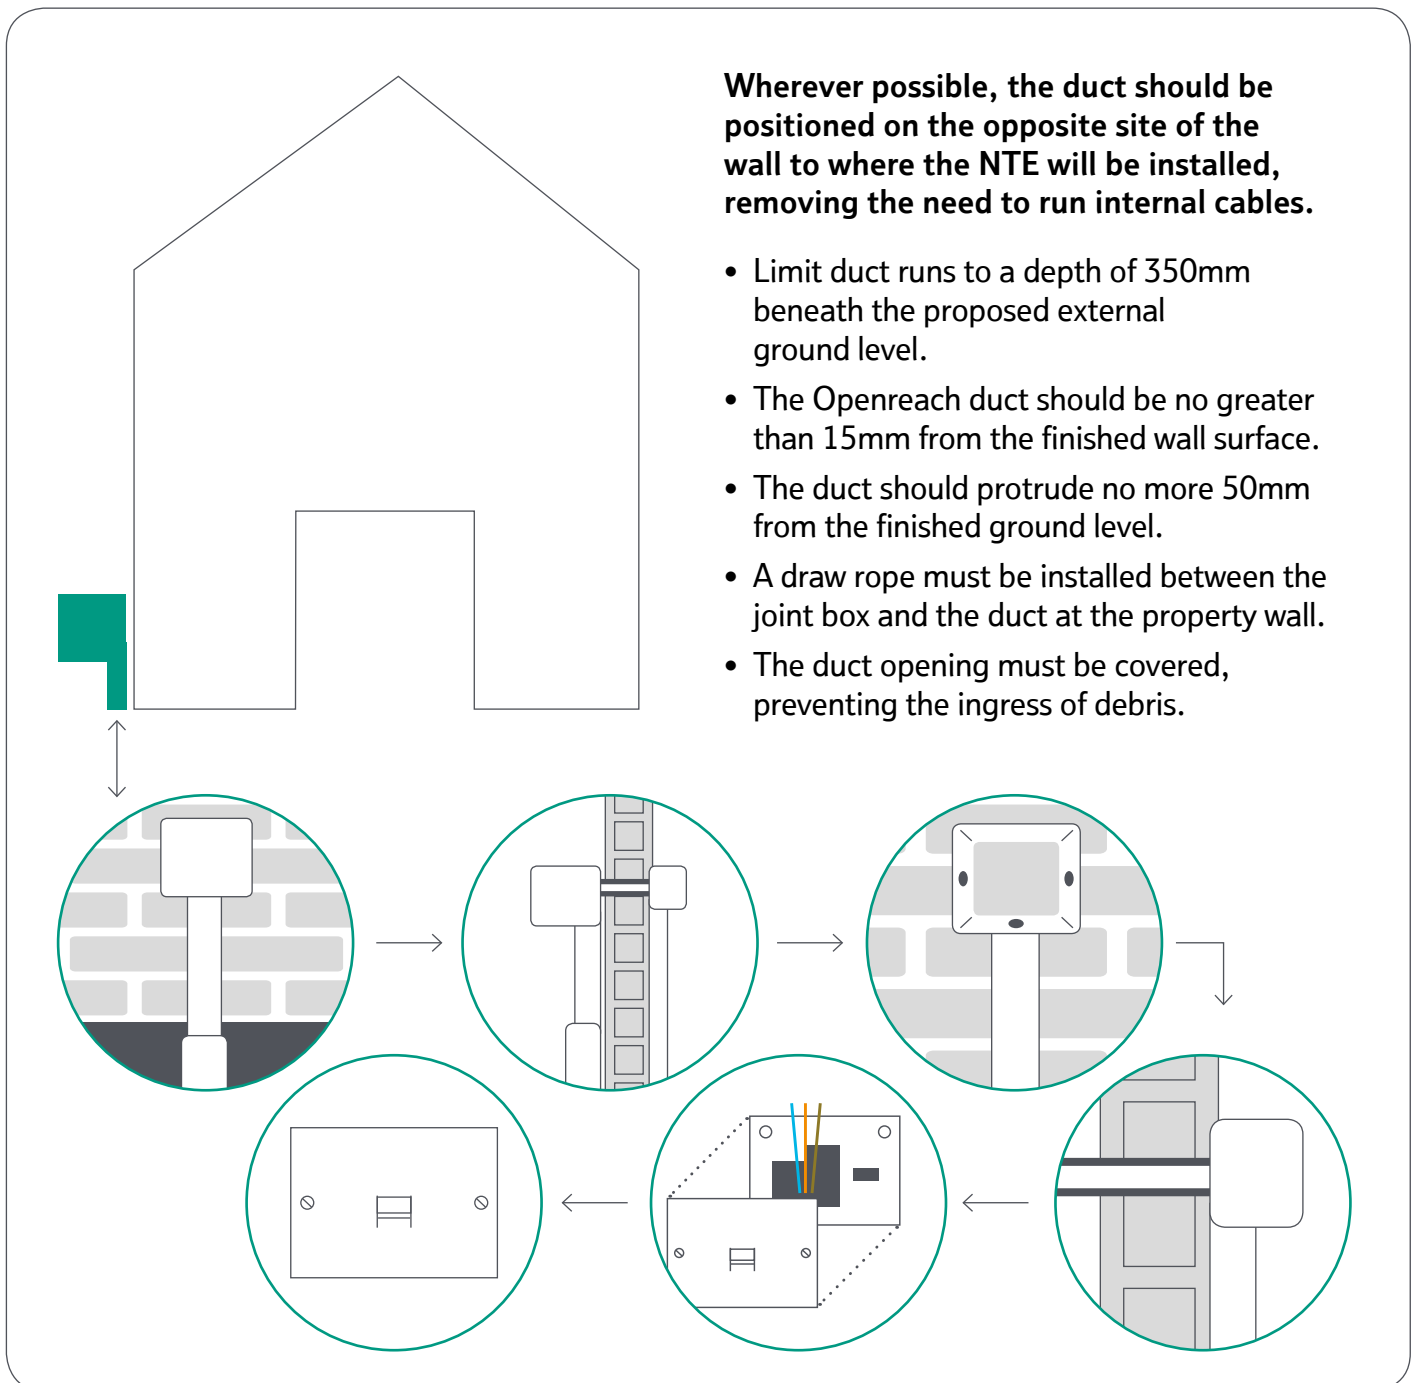 Wherever possible, the duct should be
positioned on the opposite site of the
wall to where the NTE will be installed,
removing the need to run internal cables.
• Limit duct runs to a depth of 350mm
beneath the proposed external
ground level.
• The Openreach duct should be no greater
than 15mm from the finished wall surface.
• The duct should protrude no more 50mm
from the finished ground level.
• A draw rope must be installed between the
joint box and the duct at the property wall.
• The duct opening must be covered,
preventing the ingress of debris.